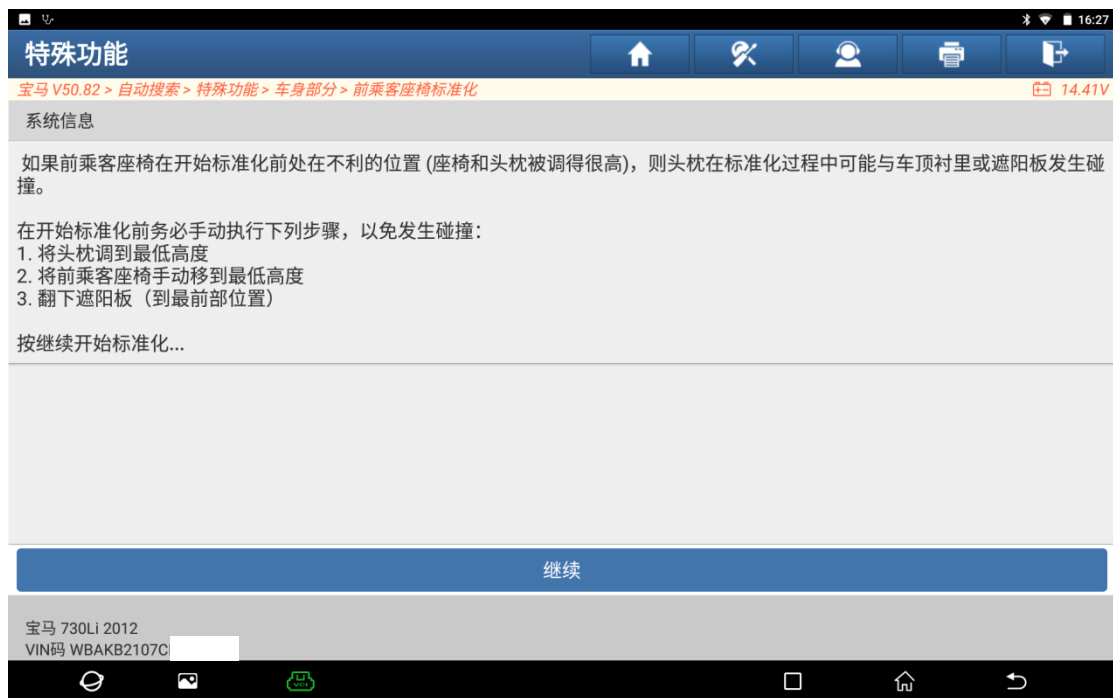 16:27
特殊功能
宝马 V50.82 > 自动搜索 > 特殊功能 > 车身部分 > 前乘客座椅标准化
14.41V
系统信息
如果前乘客座椅在开始标准化前处在不利的位置 (座椅和头枕被调得很高)，则头枕在标准化过程中可能与车顶衬里或遮阳板发生碰
撞。
在开始标准化前务必手动执行下列步骤，以免发生碰撞：
1. 将头枕调到最低高度
2. 将前乘客座椅手动移到最低高度
3. 翻下遮阳板（到最前部位置）
按继续开始标准化...
继续
宝马 730Li 2012
VIN码 WBAKB2107C
VCI